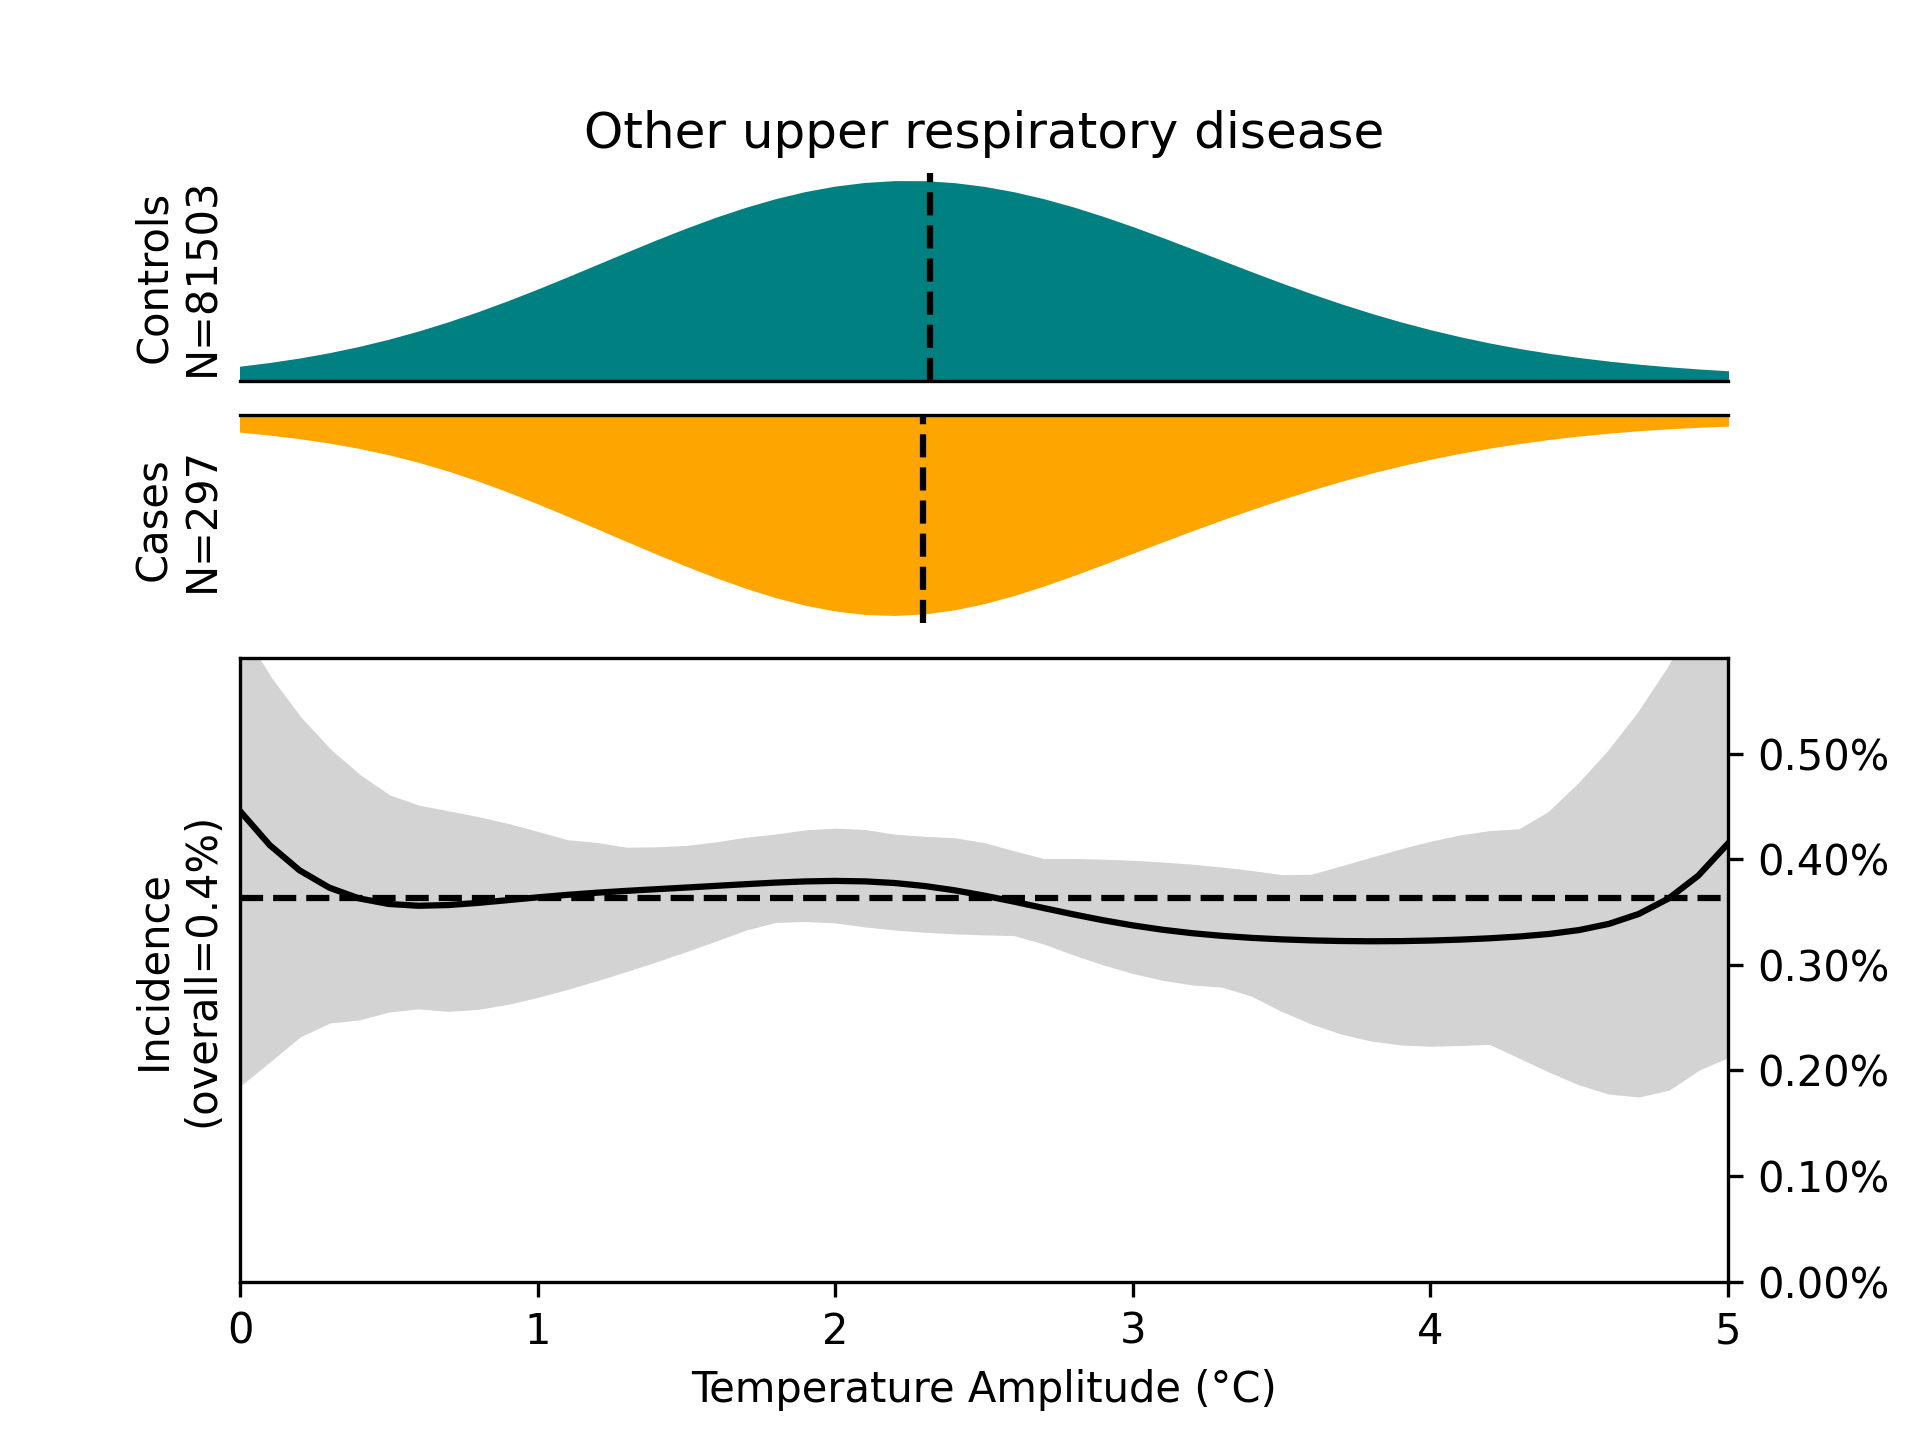 Other upper respiratory disease
Controls
N=81503
Cases
N=297
Incidence
(overall=0.4%)
0.50%
0.40%
0.30%
0.20%
0.10%
0.00%
0 1 2 3 4 5
Temperature Amplitude (°C)